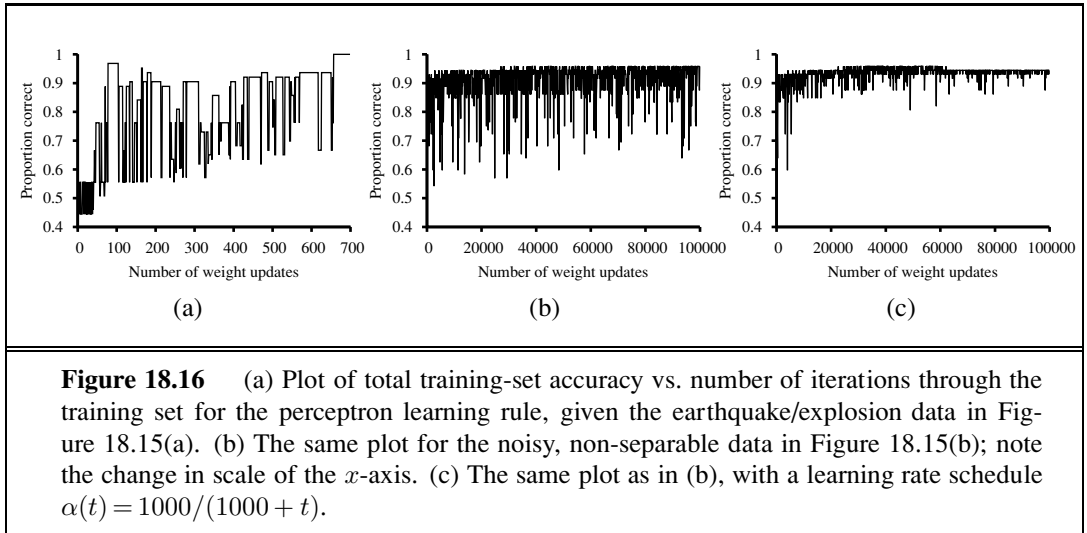 1
0.9
0.8
0.7
0.6
0.5
0.4
Proportion correct
0 100 200 300 400 500 600 700
Number of weight updates
(a)
1
0.9
0.8
0.7
0.6
0.5
0.4
Proportion correct
0 20000 40000 60000 80000 100000
Number of weight updates
(b)
1
0.9
0.8
0.7
0.6
0.5
0.4
Proportion correct
0 20000 40000 60000 80000 100000
Number of weight updates
(c)
Figure 18.16 (a) Plot of total training-set accuracy vs. number of iterations through the
training set for the perceptron learning rule, given the earthquake/explosion data in Fig-
ure 18.15(a). (b) The same plot for the noisy, non-separable data in Figure 18.15(b); note
the change in scale of the x-axis. (c) The same plot as in (b), with a learning rate schedule
α(t) = 1000/(1000 + t).